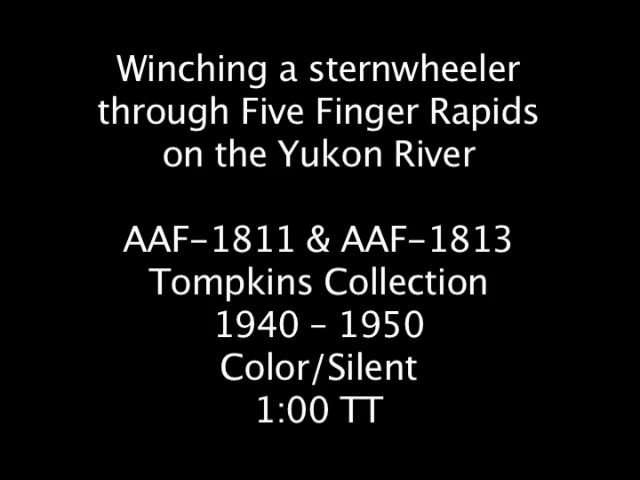 Winching a sternwheeler
through Five Finger Rapids
on the Yukon River
AAF-1811 & AAF-1813
Tompkins Collection
1940 – 1950
Color/Silent
1:00 TT